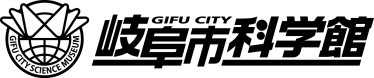 GIFU CITY SCIENCE MUSEUM
GIFU CITY
岐阜市科学館